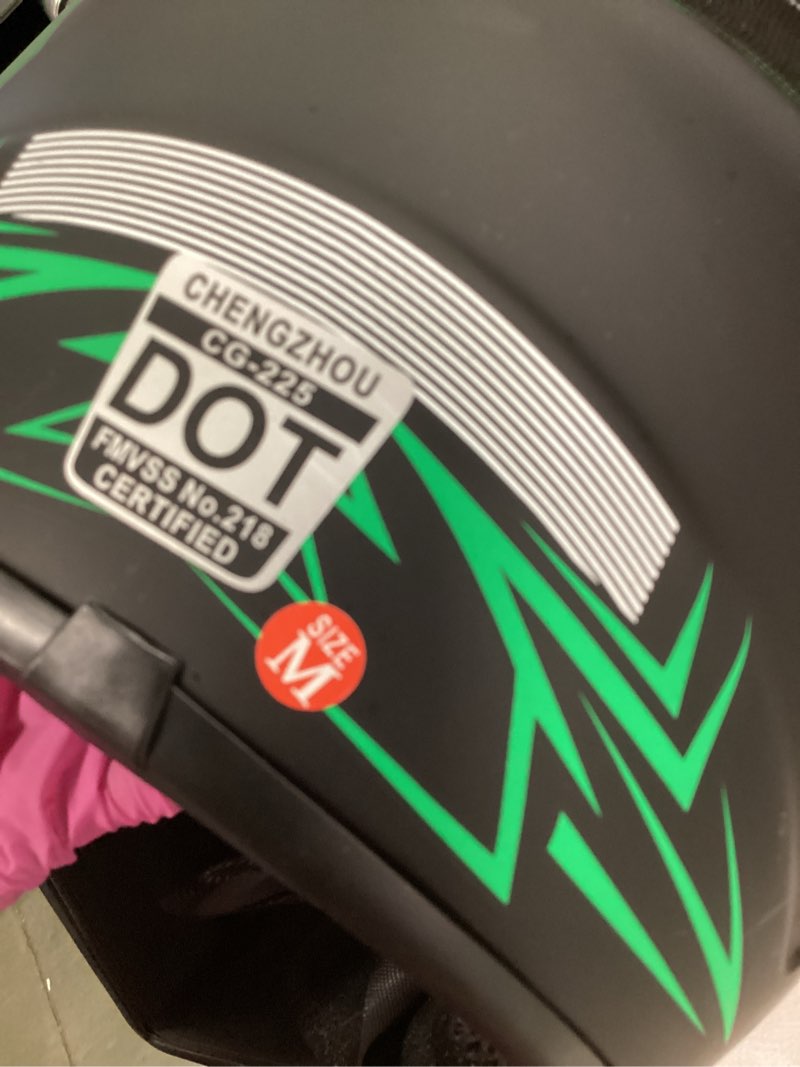 CHENGZHOU
CG-225
DOT
FMVSS No.218
CERTIFIED
SIZE
M